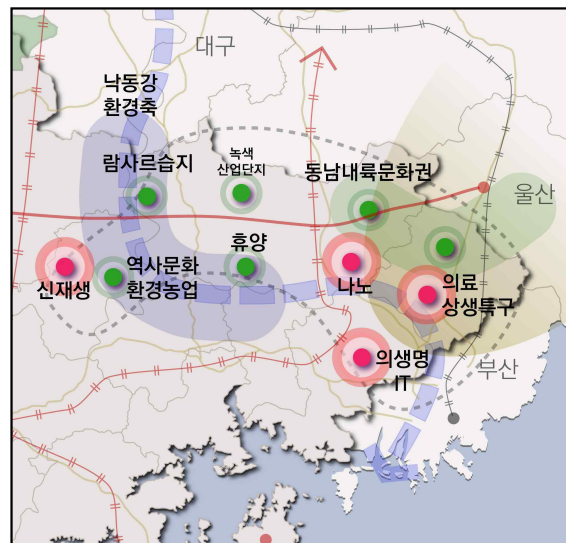 대구
낙동강
환경축
람사르습지
녹색
산업단지
동남내륙문화권
울산
휴양
신재생
역사문화
환경농업
나노
의료
상생특구
의생명
IT
부산